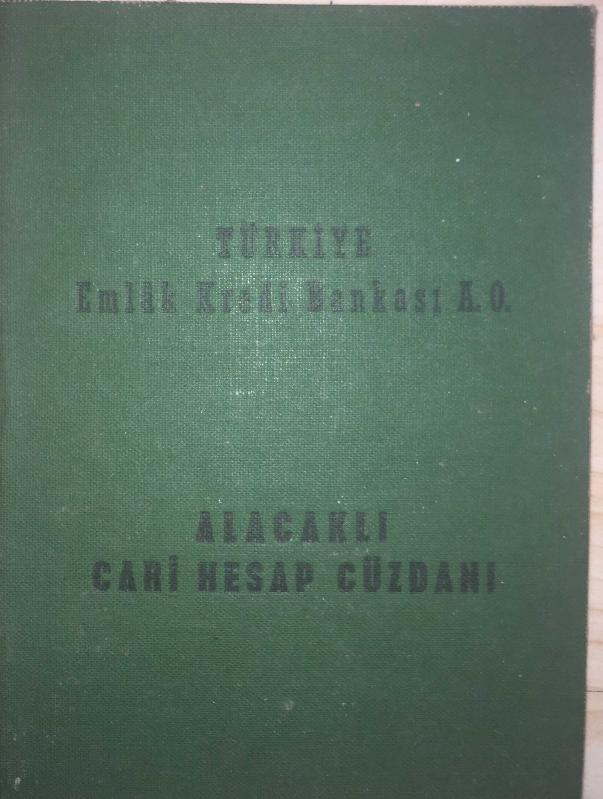 TÜRKİYE
Emlâk Kredi Bankası A.O.
ALACAKLI
CARİ HESAP CÜZDANI